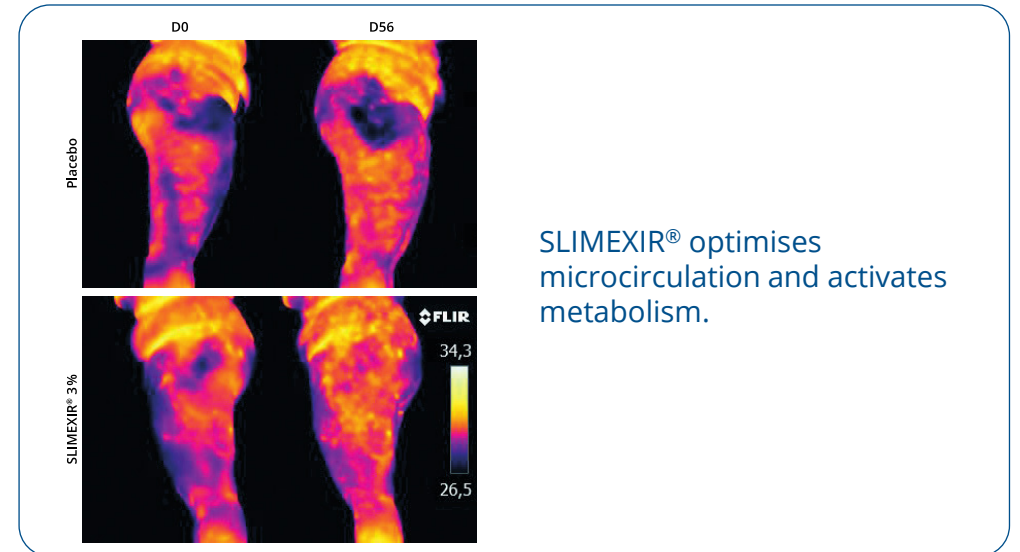 D0
D56
Placebo
SLIMEXIR® 3%
FLIR
34,3
26,5
SLIMEXIR® optimises
microcirculation and activates
metabolism.